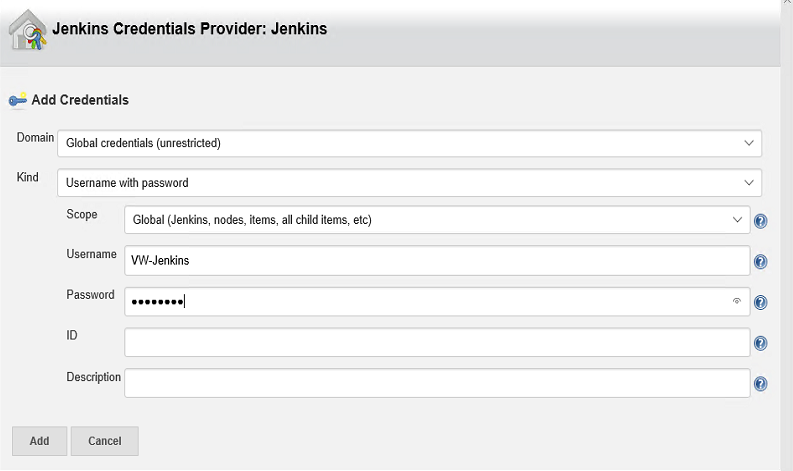 Jenkins Credentials Provider: Jenkins
Add Credentials
Domain Global credentials (unrestricted)
Kind Username with password
Scope Global (Jenkins, nodes, items, all child items, etc)
Username VW-Jenkins
Password ••••••••
ID
Description
Add Cancel